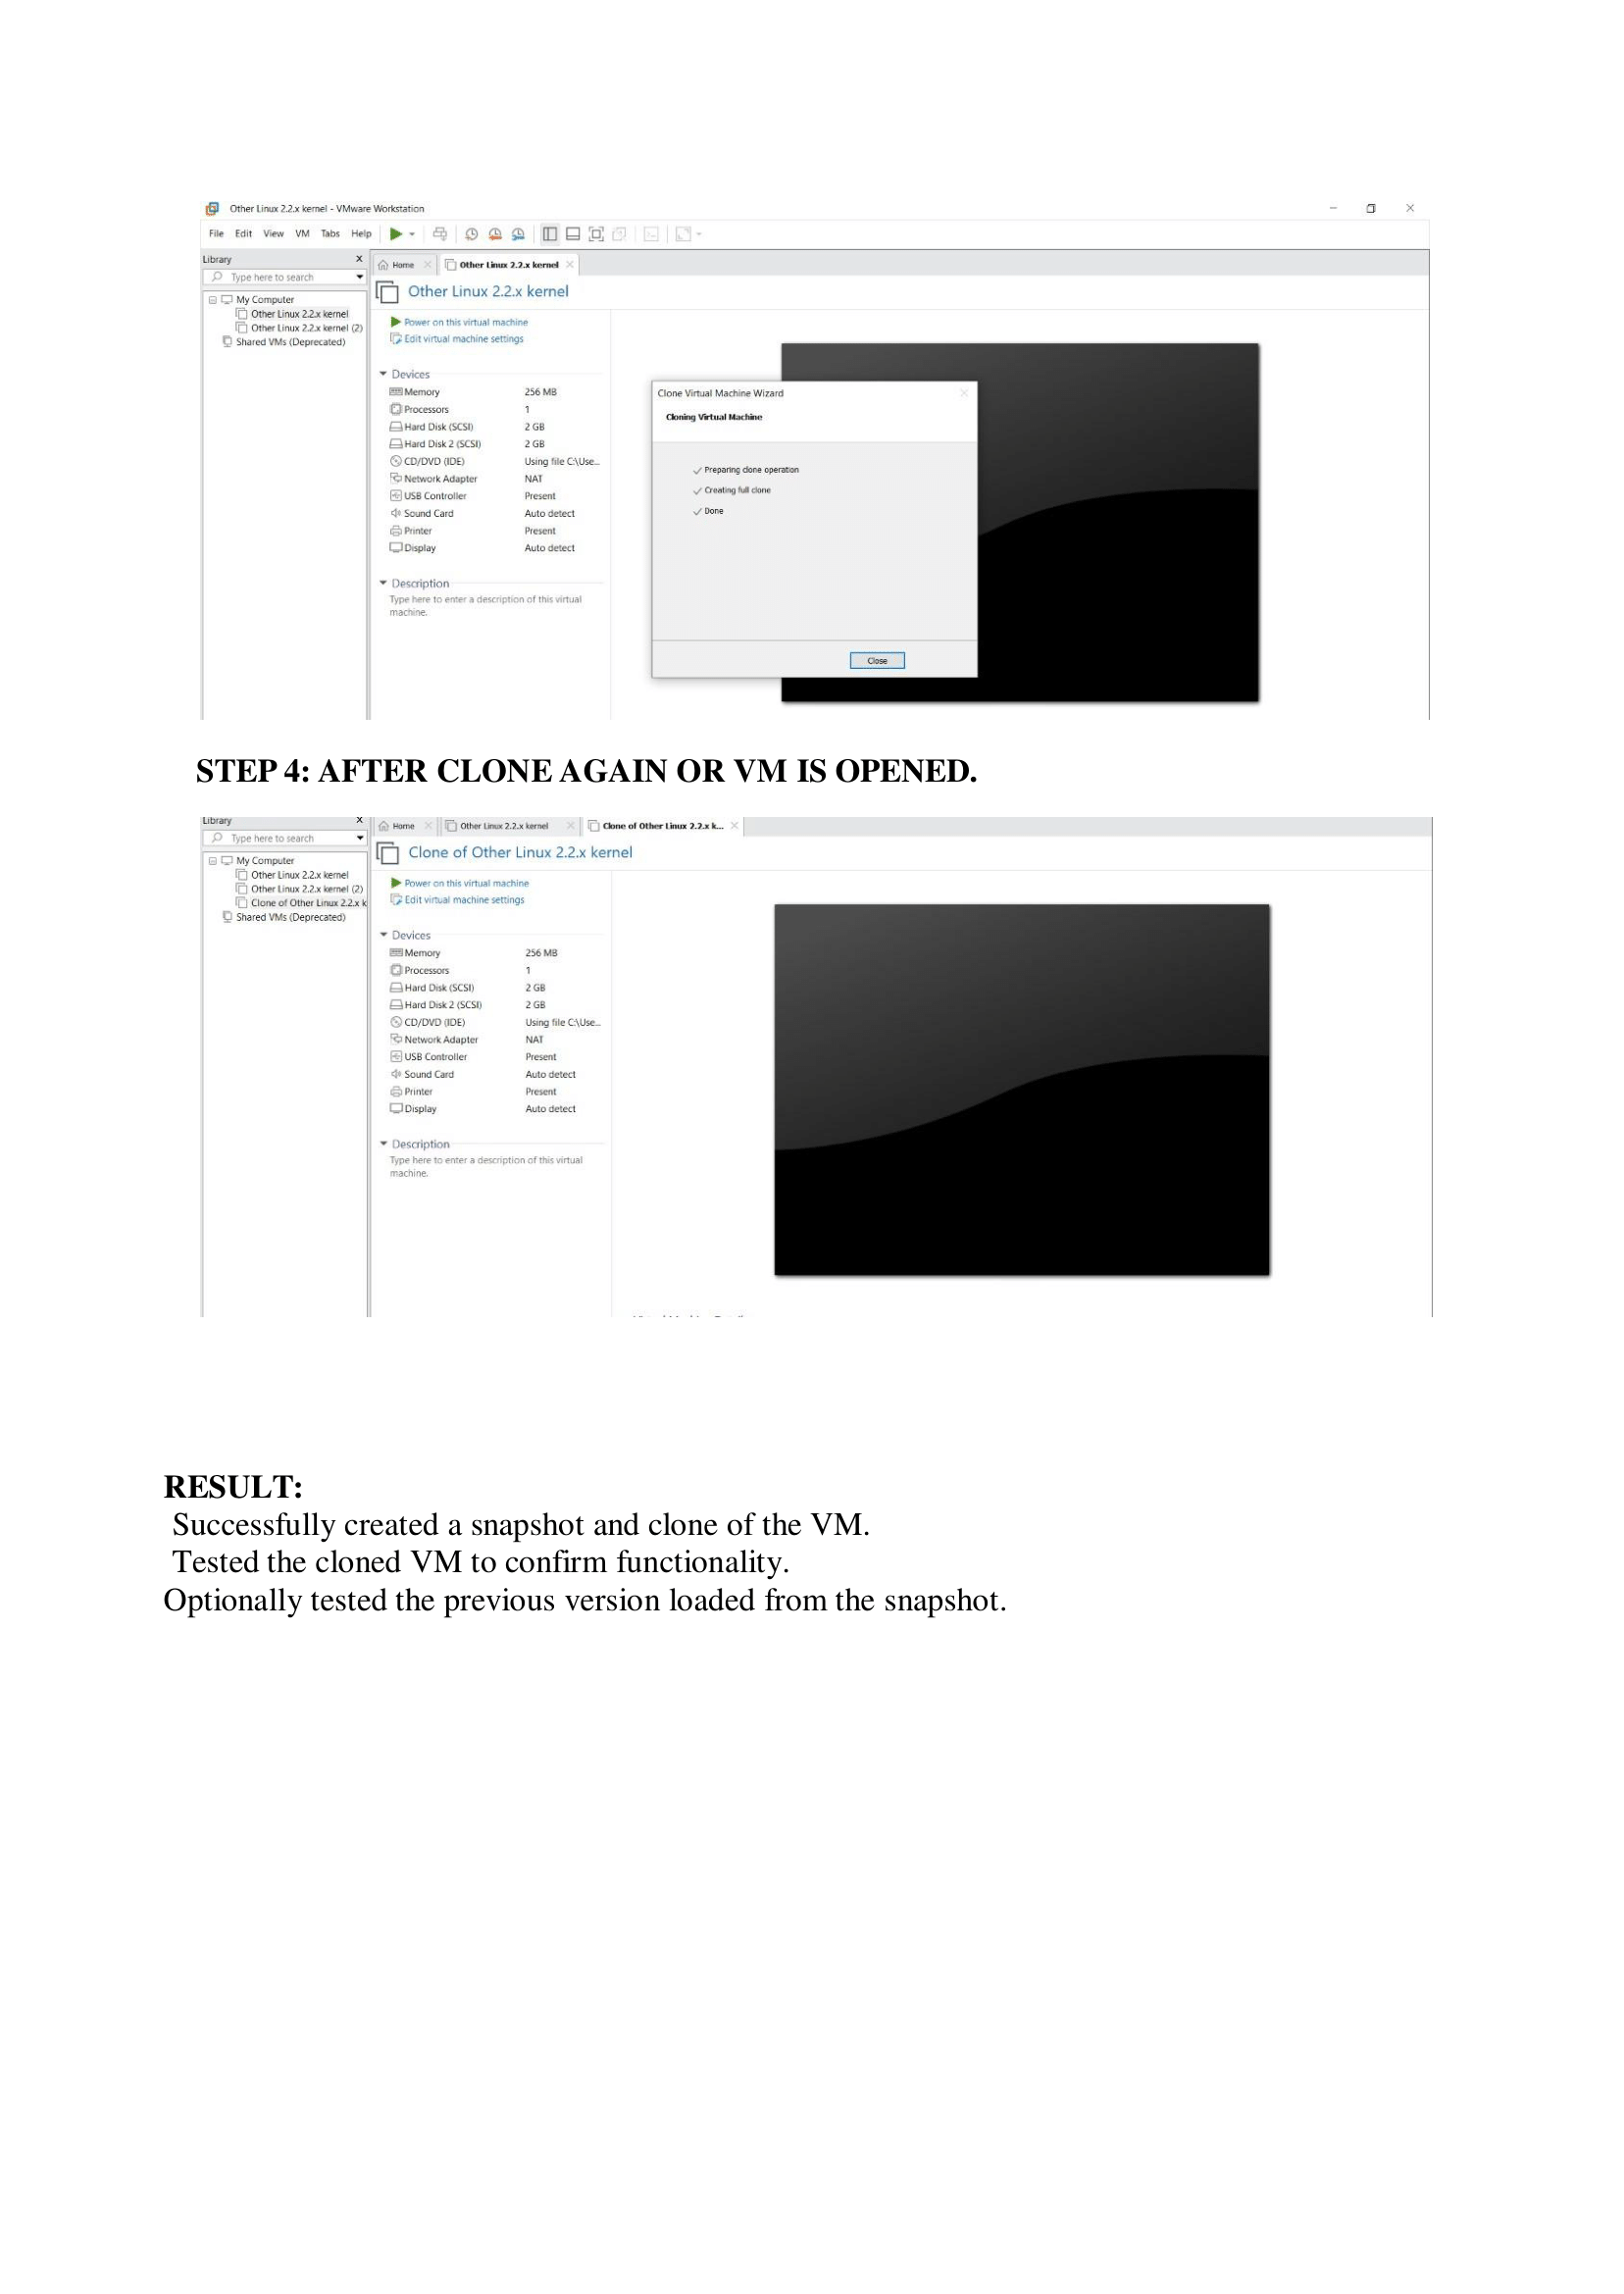 Other Linux 2.2.x kernel - VMware Workstation
File Edit View VM Tabs Help
Library X
Home Other Linux 2.2.x kernel
Type here to search
Other Linux 2.2.x kernel
My Computer
Other Linux 2.2.x kernel
Other Linux 2.2.x kernel (2)
Shared VMs (Deprecated)
Power on this virtual machine
Edit virtual machine settings
Devices
Memory 256 MB
Processors 1
Hard Disk (SCSI) 2 GB
Hard Disk 2 (SCSI) 2 GB
CD/DVD (IDE) Using file C:\Use...
Network Adapter NAT
USB Controller Present
Sound Card Auto detect
Printer Present
Display Auto detect
Description
Type here to enter a description of this virtual
machine.
Clone Virtual Machine Wizard
Cloning Virtual Machine
Preparing clone operation
Creating full clone
Done
Close
STEP 4: AFTER CLONE AGAIN OR VM IS OPENED.
Library X
Home Other Linux 2.2.x kernel Clone of Other Linux 2.2.x k...
Type here to search
Clone of Other Linux 2.2.x kernel
My Computer
Other Linux 2.2.x kernel
Other Linux 2.2.x kernel (2)
Clone of Other Linux 2.2.x k
Shared VMs (Deprecated)
Power on this virtual machine
Edit virtual machine settings
Devices
Memory 256 MB
Processors 1
Hard Disk (SCSI) 2 GB
Hard Disk 2 (SCSI) 2 GB
CD/DVD (IDE) Using file C:\Use...
Network Adapter NAT
USB Controller Present
Sound Card Auto detect
Printer Present
Display Auto detect
Description
Type here to enter a description of this virtual
machine.
RESULT:
Successfully created a snapshot and clone of the VM.
Tested the cloned VM to confirm functionality.
Optionally tested the previous version loaded from the snapshot.